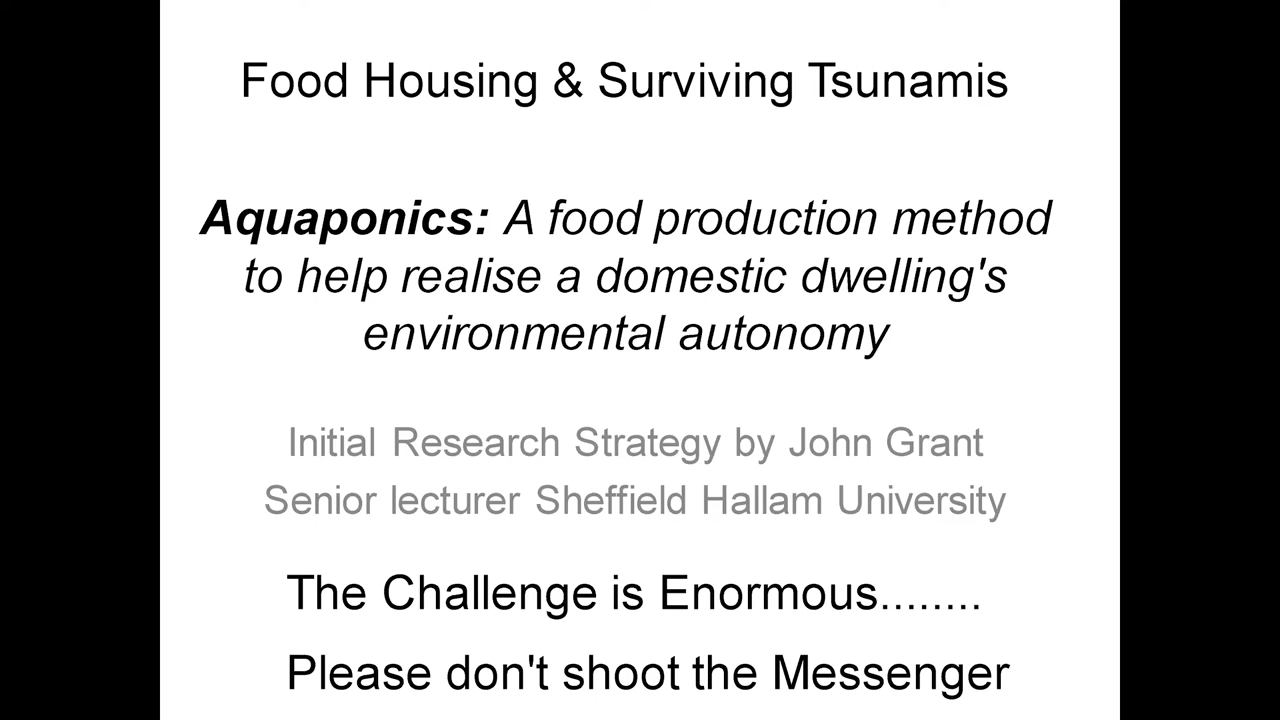 Food Housing & Surviving Tsunamis
Aquaponics: A food production method
to help realise a domestic dwelling's
environmental autonomy
Initial Research Strategy by John Grant
Senior lecturer Sheffield Hallam University
The Challenge is Enormous........
Please don't shoot the Messenger